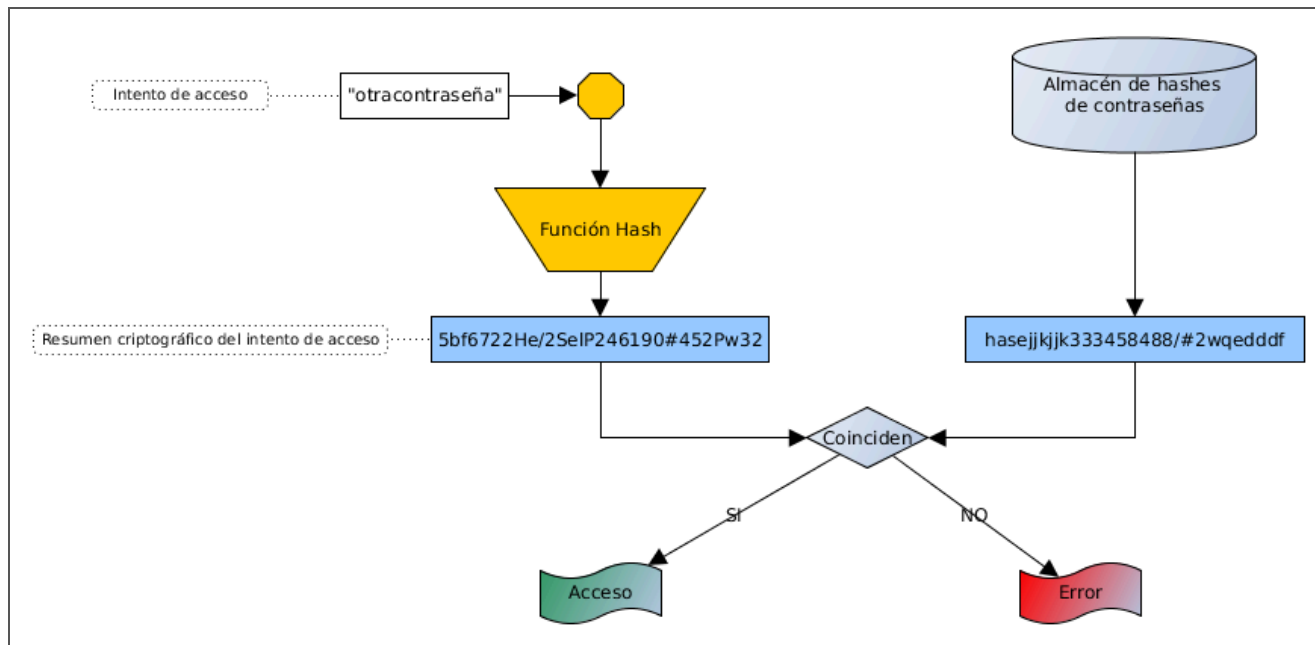 Intento de acceso
"otracontraseña"
Almacén de hashes
de contraseñas
Función Hash
Resumen criptográfico del intento de acceso
5bf6722He/2SelP246190#452Pw32
hasejjkjjk333458488/#2wqedddf
Coinciden
SI
NO
Acceso
Error